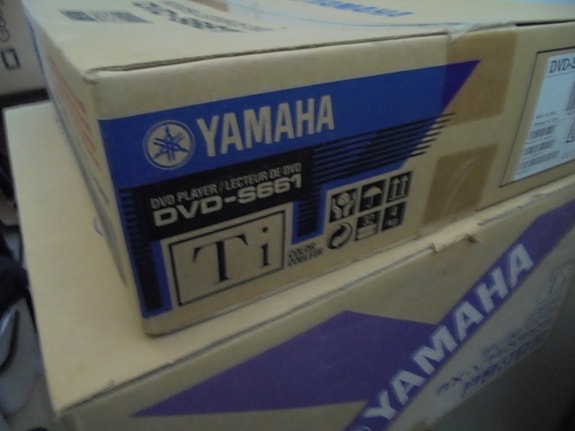 YAMAHA
DVD PLAYER / LECTEUR DE DVD
DVD-S661
Ti
COLOR
COULEUR
DVD-S
YAMAHA